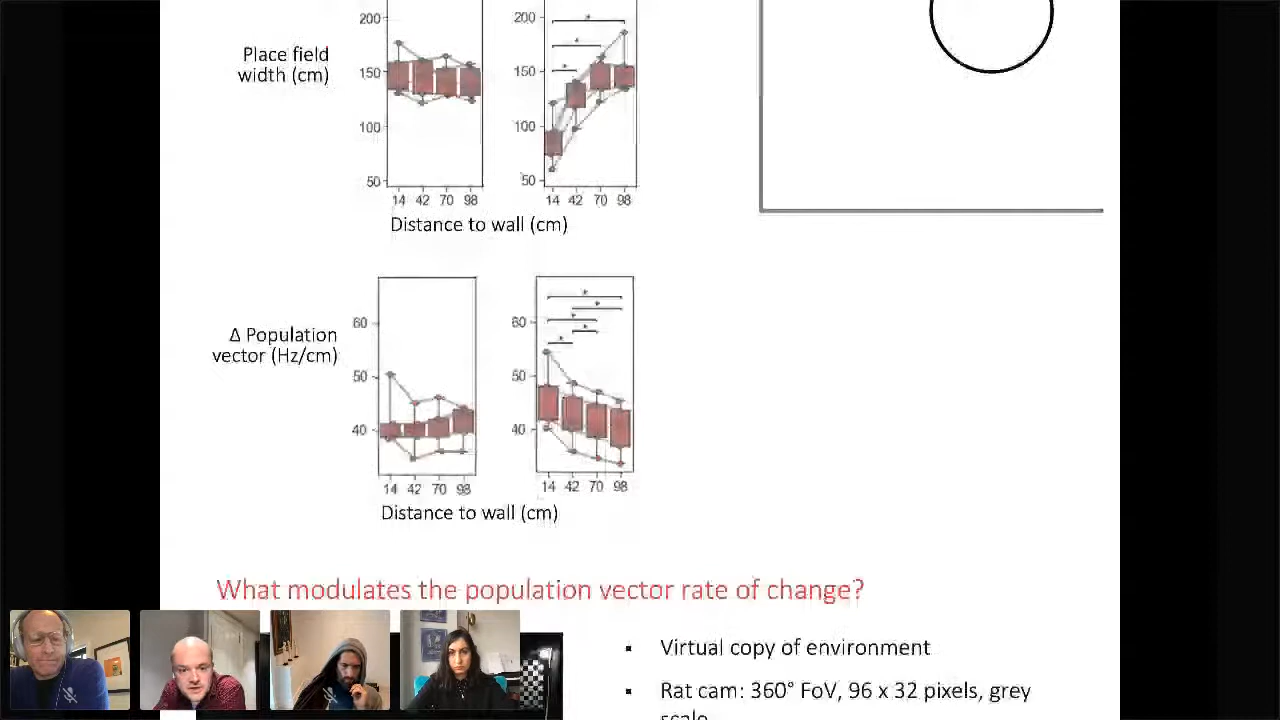 200
200
Place field
width (cm)
150
150
100
100
50
50
14 42 70 98
14 42 70 98
Distance to wall (cm)
Δ Population
vector (Hz/cm)
60
60
50
50
40
40
14 42 70 98
14 42 70 98
Distance to wall (cm)
What modulates the population vector rate of change?
▪ Virtual copy of environment
▪ Rat cam: 360° FoV, 96 x 32 pixels, grey
scale